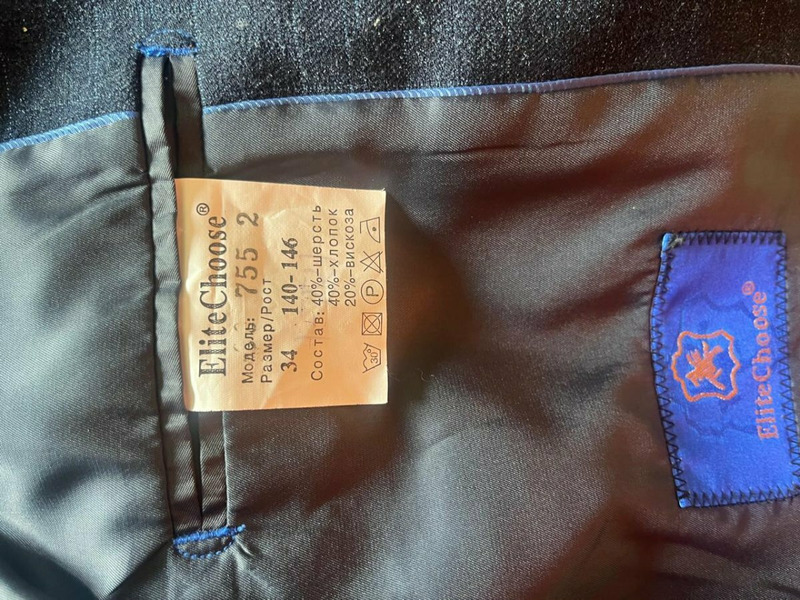 EliteChoose®
Модель: 755 2
Размер/Рост
34 140-146
Состав: 40%-шерсть
40%-хлопок
20%-вискоза
30°
P
EliteChoose®